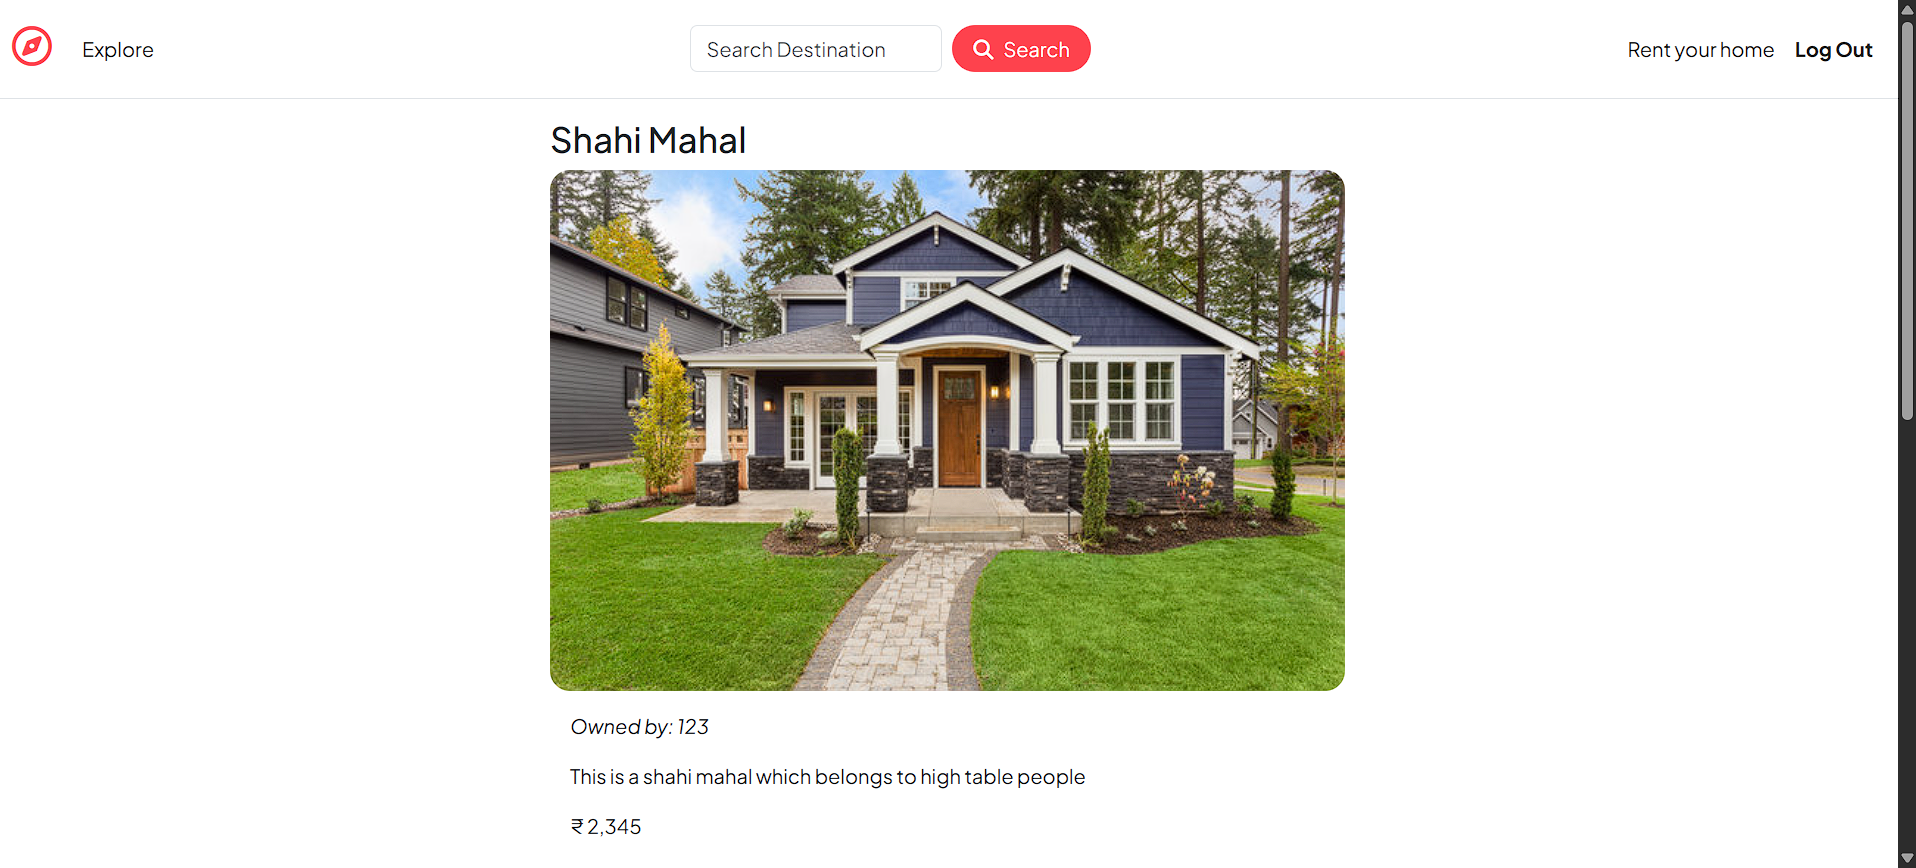 Explore
Search Destination
Search
Rent your home
Log Out
Shahi Mahal
Owned by: 123
This is a shahi mahal which belongs to high table people
₹ 2,345